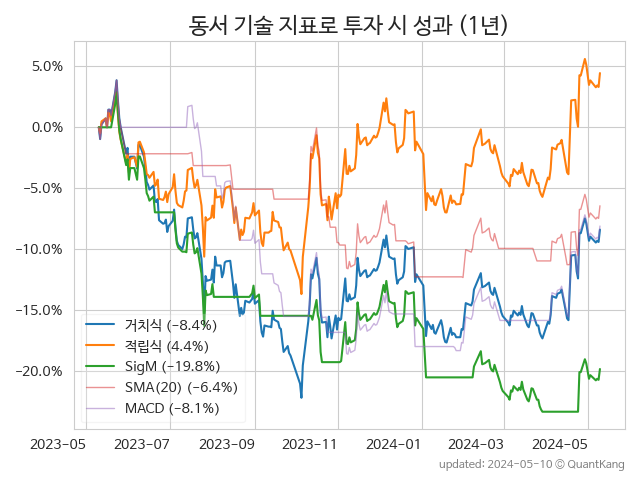 동서 기술 지표로 투자 시 성과 (1년)
5.0%
0.0%
−5.0%
−10.0%
−15.0%
−20.0%
거치식 (−8.4%)
적립식 (4.4%)
SigM (−19.8%)
SMA(20) (−6.4%)
MACD (−8.1%)
2023-05 2023-07 2023-09 2023-11 2024-01 2024-03 2024-05
updated: 2024-05-10 © QuantKang